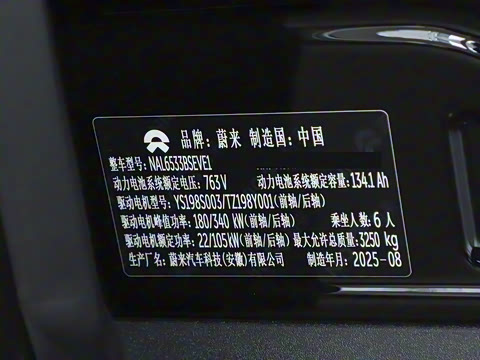 品牌：蔚来 制造国：中国
整车型号：NAL6533BSEVE1
动力电池系统额定电压：763V 动力电池系统额定容量：134.1 Ah
驱动电机型号：YS198S003/TZ198Y001(前轴/后轴)
驱动电机峰值功率：180/340 kW(前轴/后轴) 乘坐人数：6 人
驱动电机额定功率：22/105kW(前轴/后轴) 最大允许总质量：3250 kg
生产厂名：蔚来汽车科技(安徽)有限公司 制造年月：2025-08